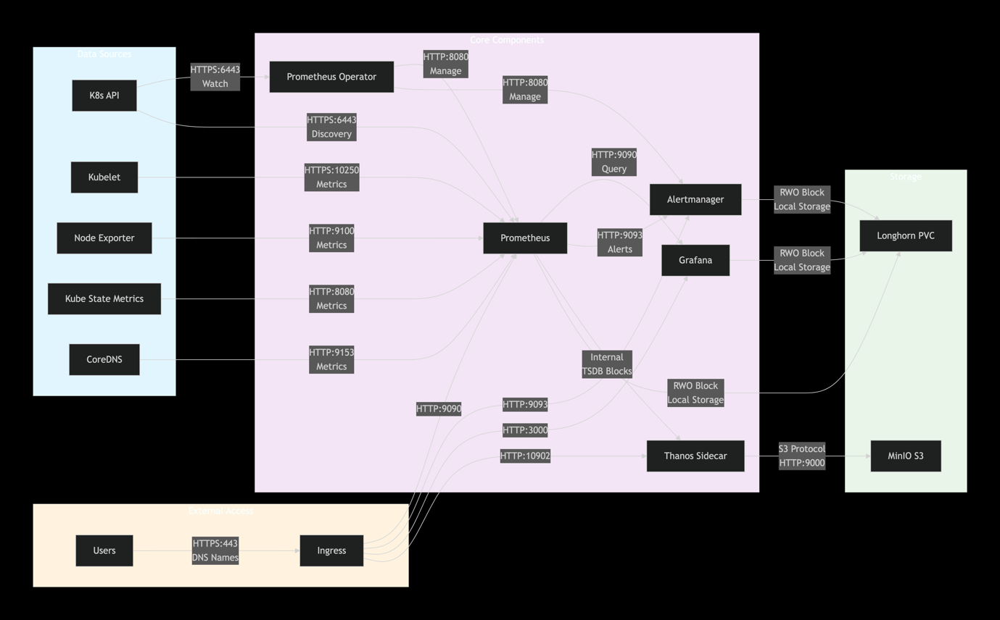 Data Sources
K8s API
Kubelet
Node Exporter
Kube State Metrics
CoreDNS
HTTPS:6443
Watch
Core Components
Prometheus Operator
HTTP:8080
Manage
HTTP:8080
Manage
HTTPS:6443
Discovery
HTTPS:10250
Metrics
HTTP:9100
Metrics
HTTP:8080
Metrics
HTTP:9153
Metrics
Prometheus
HTTP:9090
Query
HTTP:9093
Alerts
Alertmanager
Grafana
Internal
TSDB Blocks
RWO Block
Local Storage
HTTP:9090
HTTP:9093
HTTP:3000
HTTP:10902
Thanos Sidecar
RWO Block
Local Storage
RWO Block
Local Storage
S3 Protocol
HTTP:9000
Storage
Longhorn PVC
MinIO S3
External Access
Users
HTTPS:443
DNS Names
Ingress